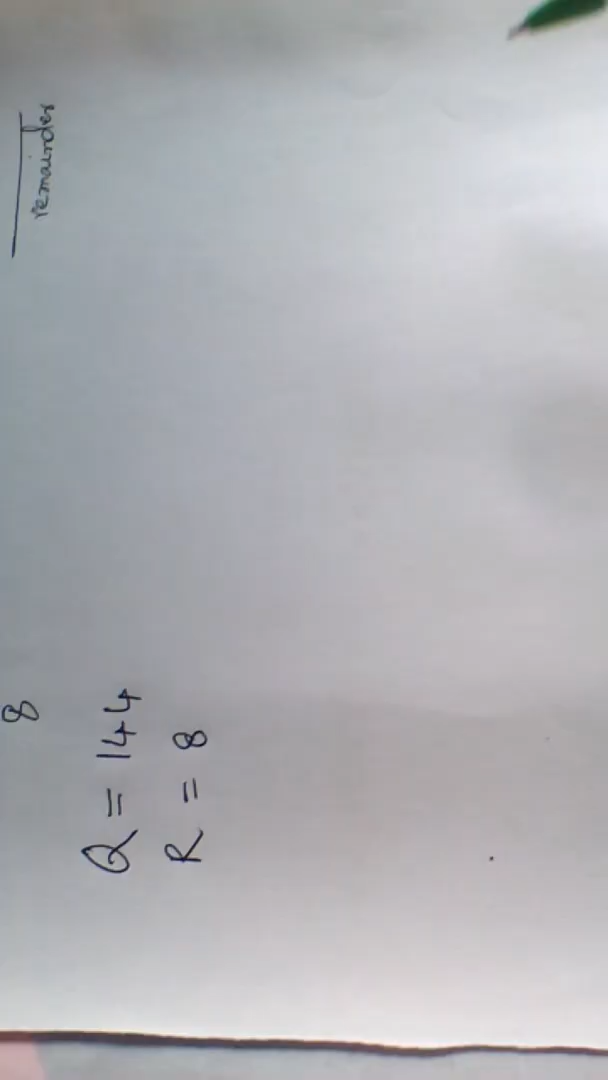 remainder
8
Q = 144
R = 8